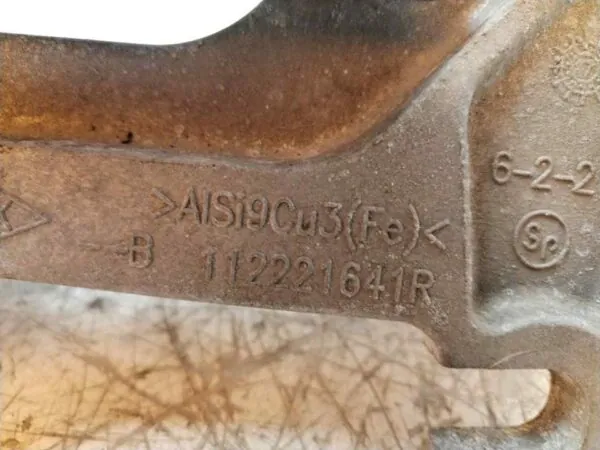 >AlSi9Cu3(Fe)<
6-2-2
--B 112221641R
SP